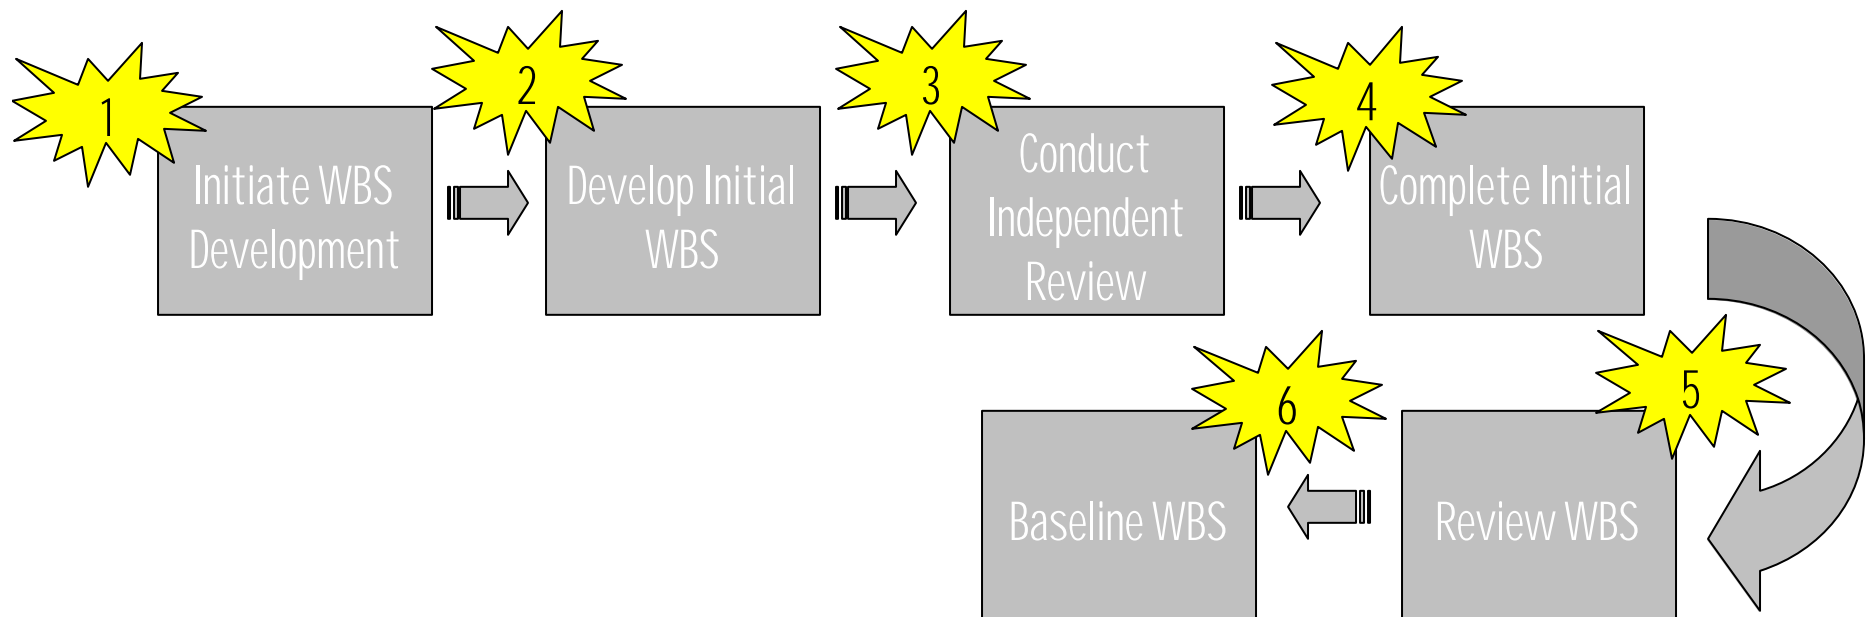 1
Initiate WBS
Development
2
Develop Initial
WBS
3
Conduct
Independent
Review
4
Complete Initial
WBS
5
Review WBS
6
Baseline WBS